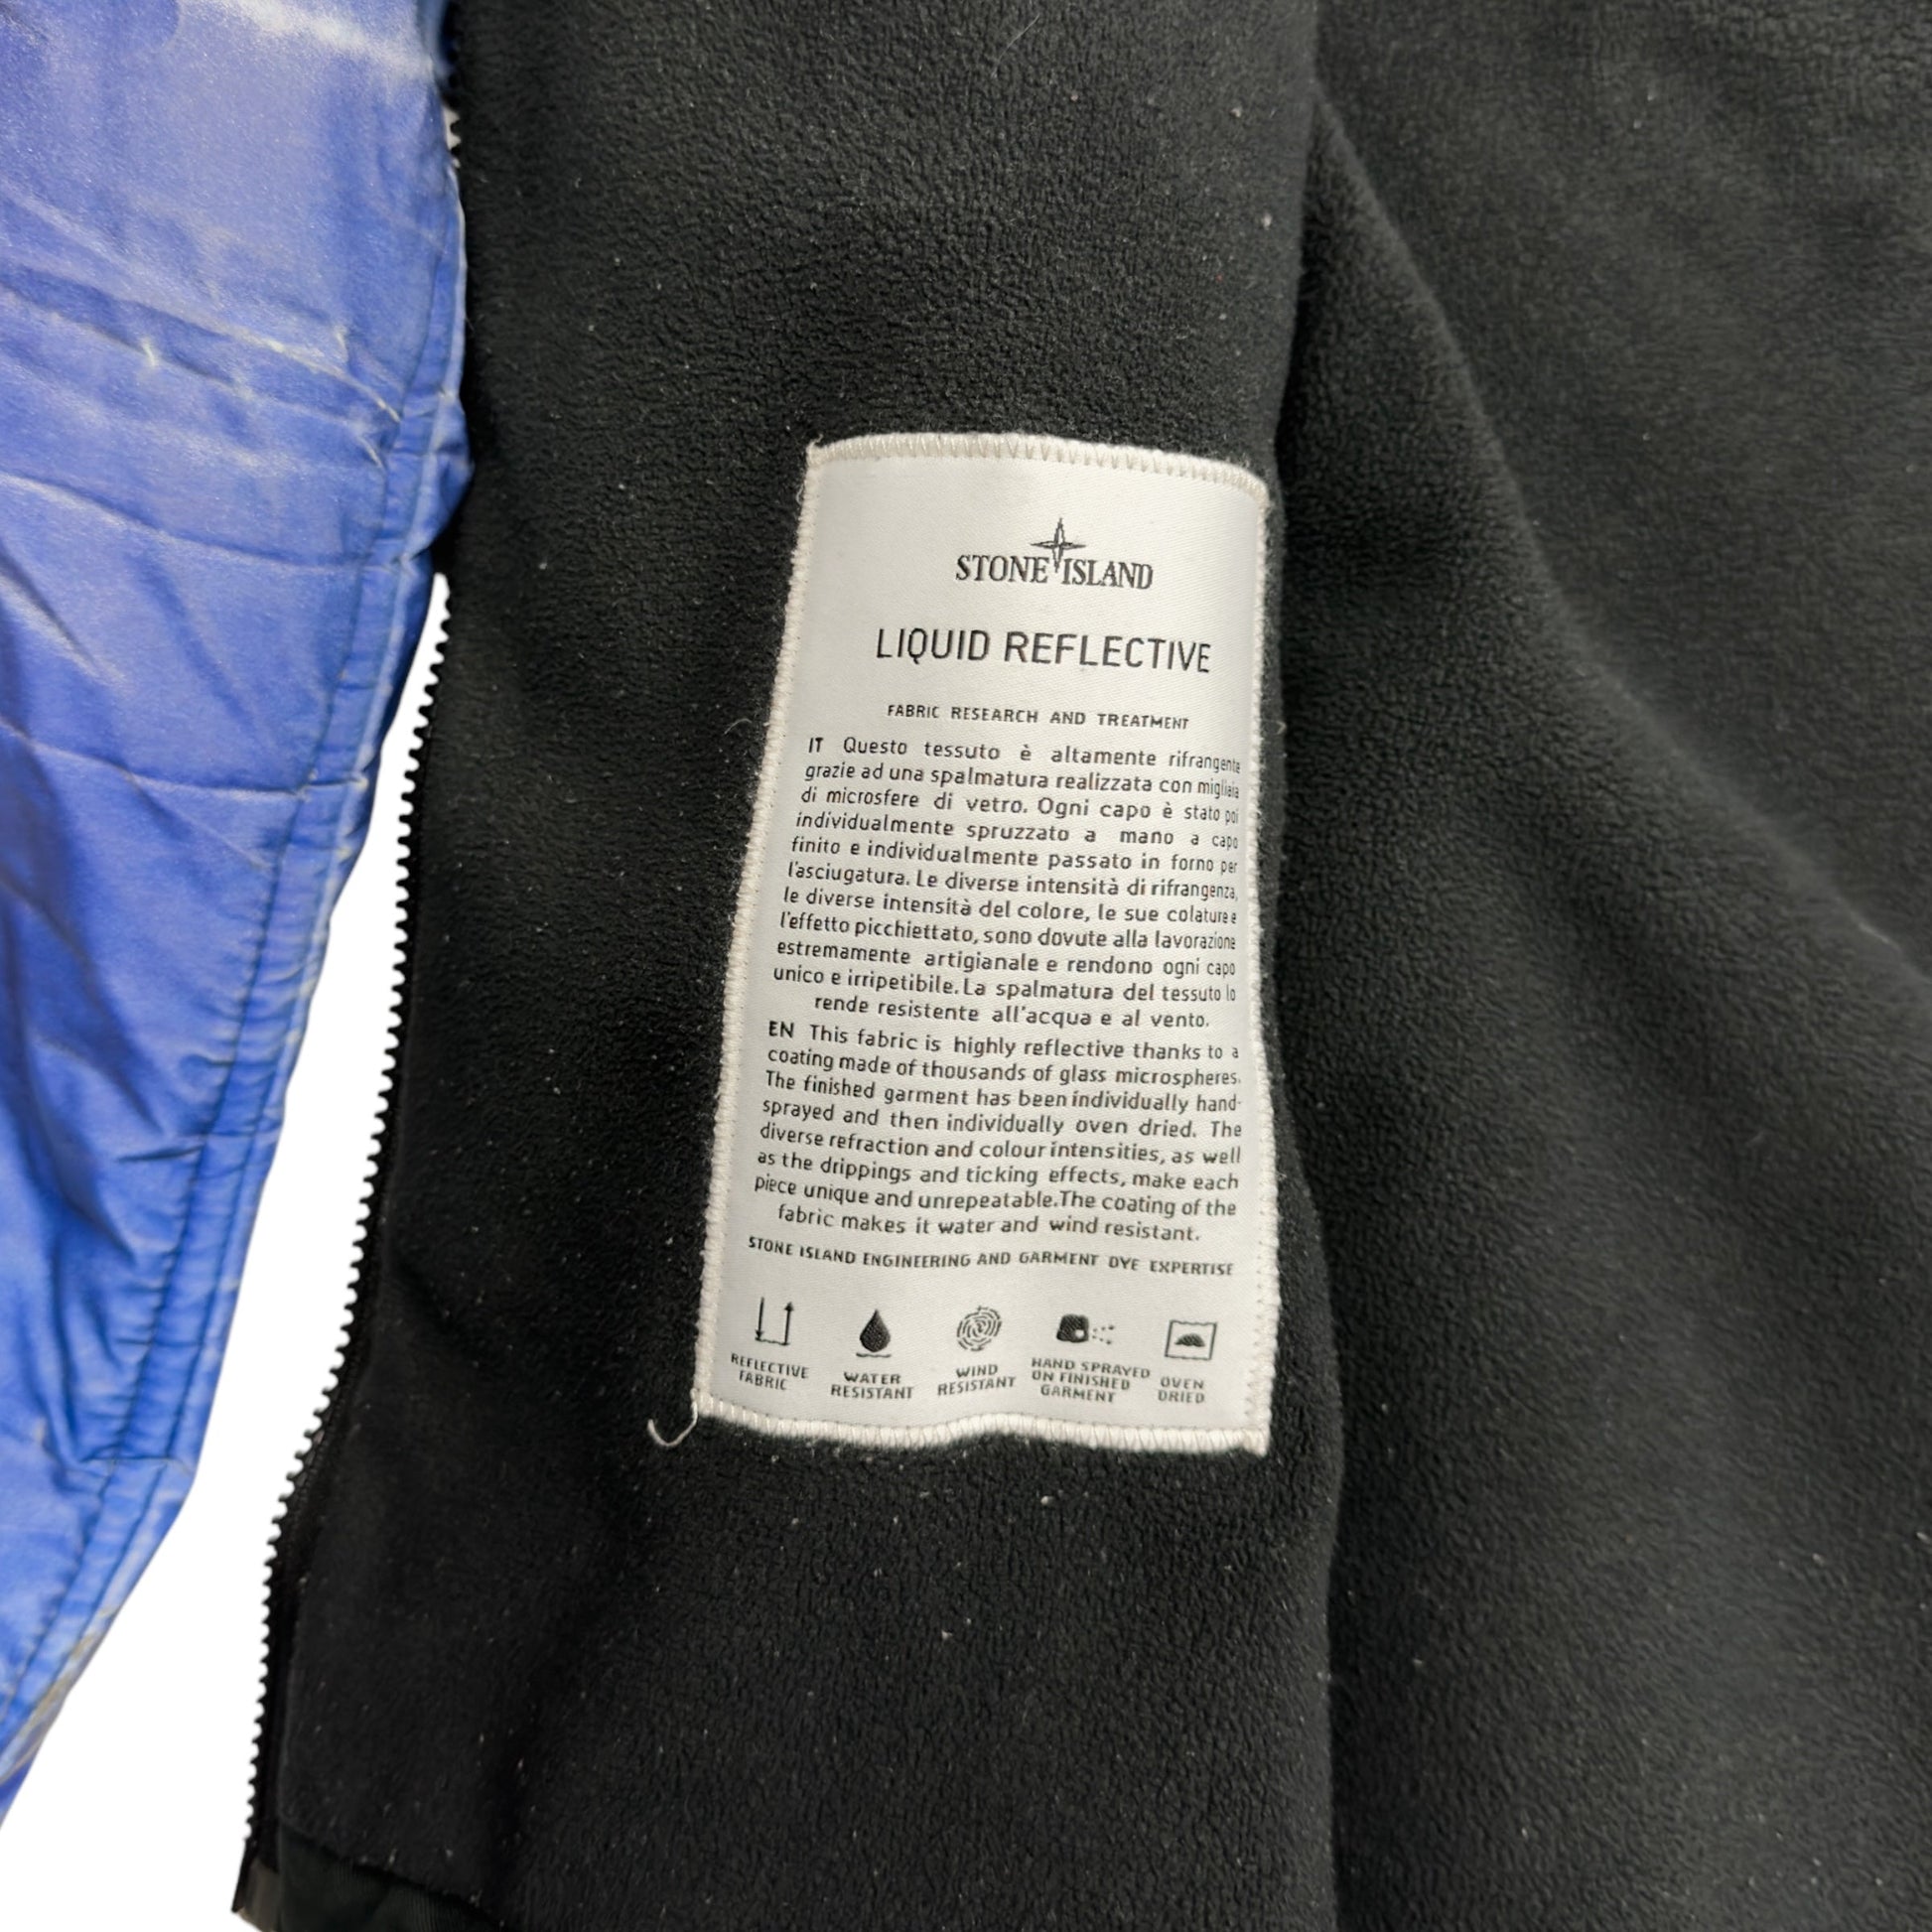 STONE ISLAND
LIQUID REFLECTIVE
FABRIC RESEARCH AND TREATMENT
IT Questo tessuto è altamente rifrangente
grazie ad una spalmatura realizzata con migliaia
di microsfere di vetro. Ogni capo è stato poi
individualmente spruzzato a mano a capo
finito e individualmente passato in forno per
l'asciugatura. Le diverse intensità di rifrangenza,
le diverse intensità del colore, le sue colature e
l'effetto picchiettato, sono dovute alla lavorazione
estremamente artigianale e rendono ogni capo
unico e irripetibile. La spalmatura del tessuto lo
rende resistente all'acqua e al vento.
EN This fabric is highly reflective thanks to a
coating made of thousands of glass microspheres.
The finished garment has been individually hand-
sprayed and then individually oven dried. The
diverse refraction and colour intensities, as well
as the drippings and ticking effects, make each
piece unique and unrepeatable.The coating of the
fabric makes it water and wind resistant.
STONE ISLAND ENGINEERING AND GARMENT DYE EXPERTISE
REFLECTIVE
FABRIC
WATER
RESISTANT
WIND
RESISTANT
HAND SPRAYED
ON FINISHED
GARMENT
OVEN
DRIED